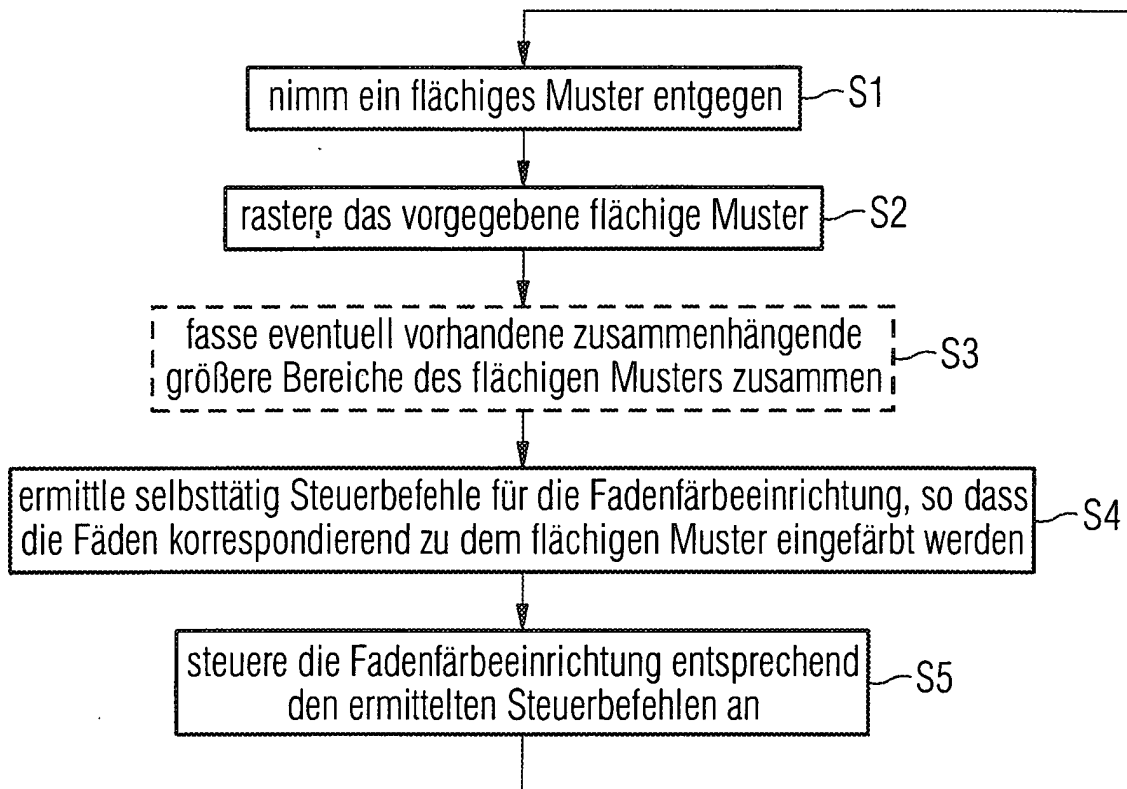 nimm ein flächiges Muster entgegen S1
rastere das vorgegebene flächige Muster S2
fasse eventuell vorhandene zusammenhängende
größere Bereiche des flächigen Musters zusammen S3
ermittle selbsttätig Steuerbefehle für die Fadenfärbeeinrichtung, so dass
die Fäden korrespondierend zu dem flächigen Muster eingefärbt werden S4
steuere die Fadenfärbeeinrichtung entsprechend
den ermittelten Steuerbefehlen an S5